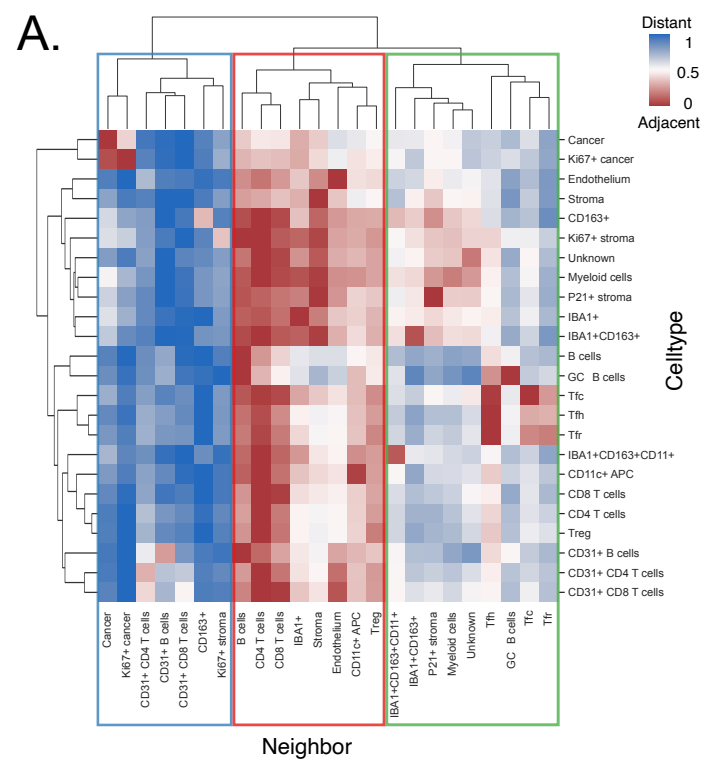 A.
Distant
1
0.5
0
Adjacent
Cancer
Ki67+ cancer
Endothelium
Stroma
CD163+
Ki67+ stroma
Unknown
Myeloid cells
P21+ stroma
IBA1+
IBA1+CD163+
B cells
GC B cells
Tfc
Tfh
Tfr
IBA1+CD163+CD11+
CD11c+ APC
CD8 T cells
CD4 T cells
Treg
CD31+ B cells
CD31+ CD4 T cells
CD31+ CD8 T cells
Celltype
Cancer
Ki67+ cancer
CD31+ CD4 T cells
CD31+ B cells
CD31+ CD8 T cells
CD163+
Ki67+ stroma
B cells
CD4 T cells
CD8 T cells
IBA1+
Stroma
Endothelium
CD11c+ APC
Treg
IBA1+CD163+CD11+
IBA1+CD163+
P21+ stroma
Myeloid cells
Unknown
Tfh
GC B cells
Tfc
Tfr
Neighbor